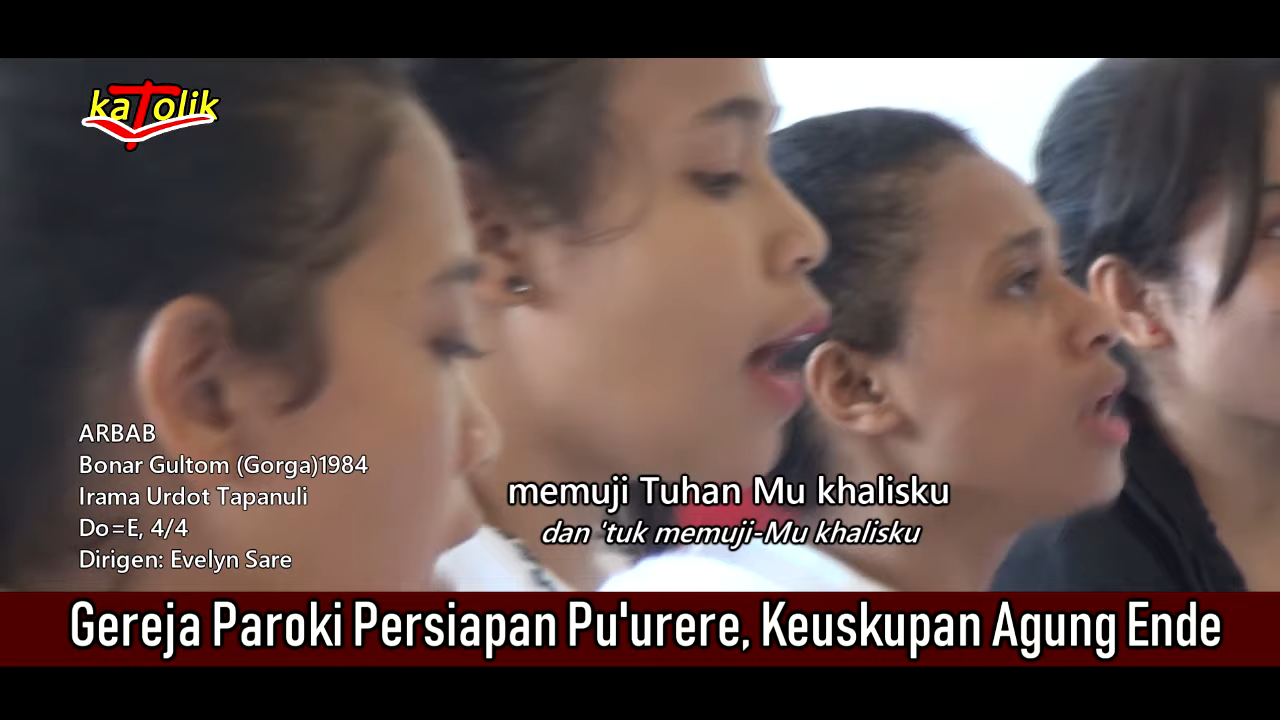 kaTolik
ARBAB
Bonar Gultom (Gorga)1984
Irama Urdot Tapanuli
Do=E, 4/4
Dirigen: Evelyn Sare
memuji Tuhan Mu khalisku
dan 'tuk memuji-Mu khalisku
Gereja Paroki Persiapan Pu'urere, Keuskupan Agung Ende